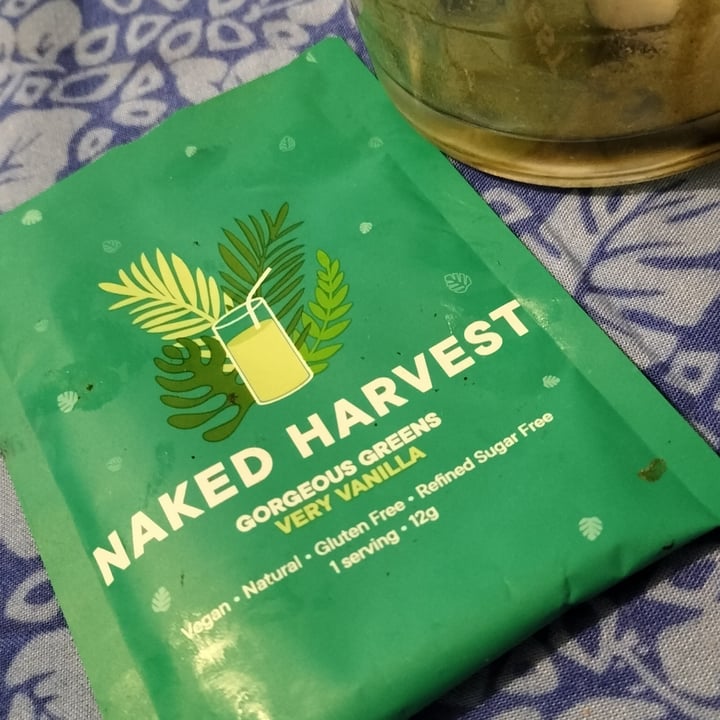 NAKED HARVEST
GORGEOUS GREENS
VERY VANILLA
Vegan • Natural • Gluten Free • Refined Sugar Free
1 serving • 12g